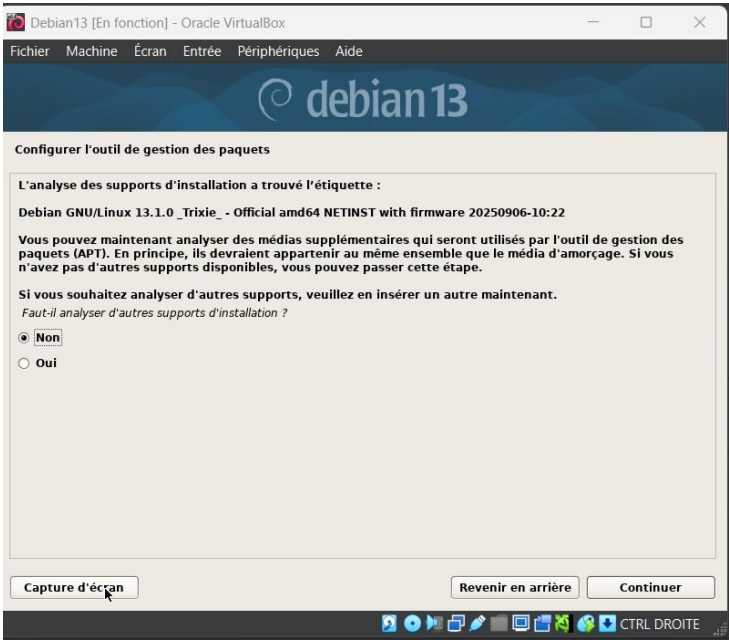 Debian13 [En fonction] - Oracle VirtualBox
Fichier Machine Écran Entrée Périphériques Aide
debian 13
Configurer l'outil de gestion des paquets
L'analyse des supports d'installation a trouvé l’étiquette :
Debian GNU/Linux 13.1.0 _Trixie_ - Official amd64 NETINST with firmware 20250906-10:22
Vous pouvez maintenant analyser des médias supplémentaires qui seront utilisés par l'outil de gestion des
paquets (APT). En principe, ils devraient appartenir au même ensemble que le média d'amorçage. Si vous
n'avez pas d'autres supports disponibles, vous pouvez passer cette étape.
Si vous souhaitez analyser d'autres supports, veuillez en insérer un autre maintenant.
Faut-il analyser d'autres supports d'installation ?
Non
Oui
Capture d'écran Revenir en arrière Continuer
CTRL DROITE